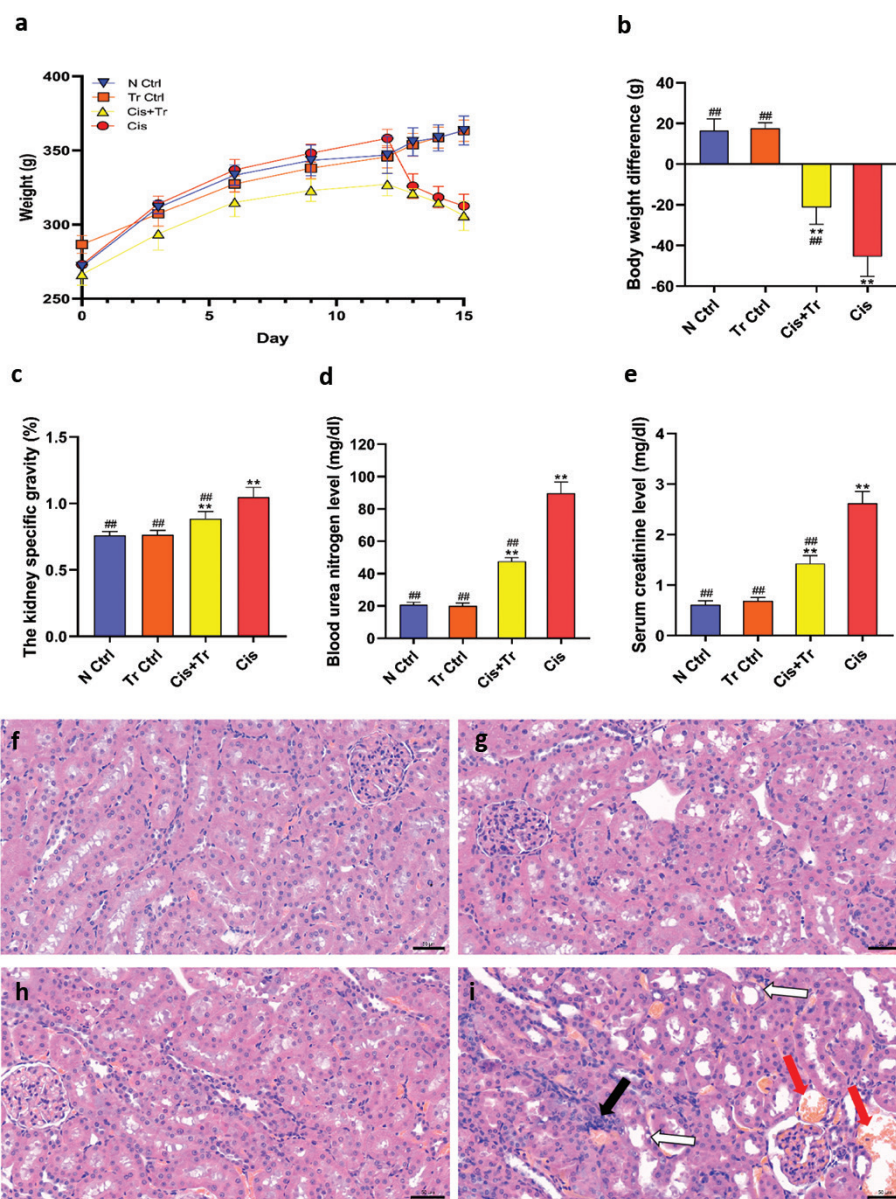 a
Weight (g)
400
350
300
250
0
5
10
15
Day
N Ctrl
Tr Ctrl
Cis+Tr
Cis
b
Body weight difference (g)
40
20
0
-20
-40
-60
##
##
**
##
**
N Ctrl
Tr Ctrl
Cis+Tr
Cis
c
The kidney specific gravity (%)
1.5
1.0
0.5
0.0
##
##
##
**
**
N Ctrl
Tr Ctrl
Cis+Tr
Cis
d
Blood urea nitrogen level (mg/dl)
120
100
80
60
40
20
0
##
##
##
**
**
N Ctrl
Tr Ctrl
Cis+Tr
Cis
e
Serum creatinine level (mg/dl)
4
3
2
1
0
##
##
##
**
**
N Ctrl
Tr Ctrl
Cis+Tr
Cis
f
g
h
i